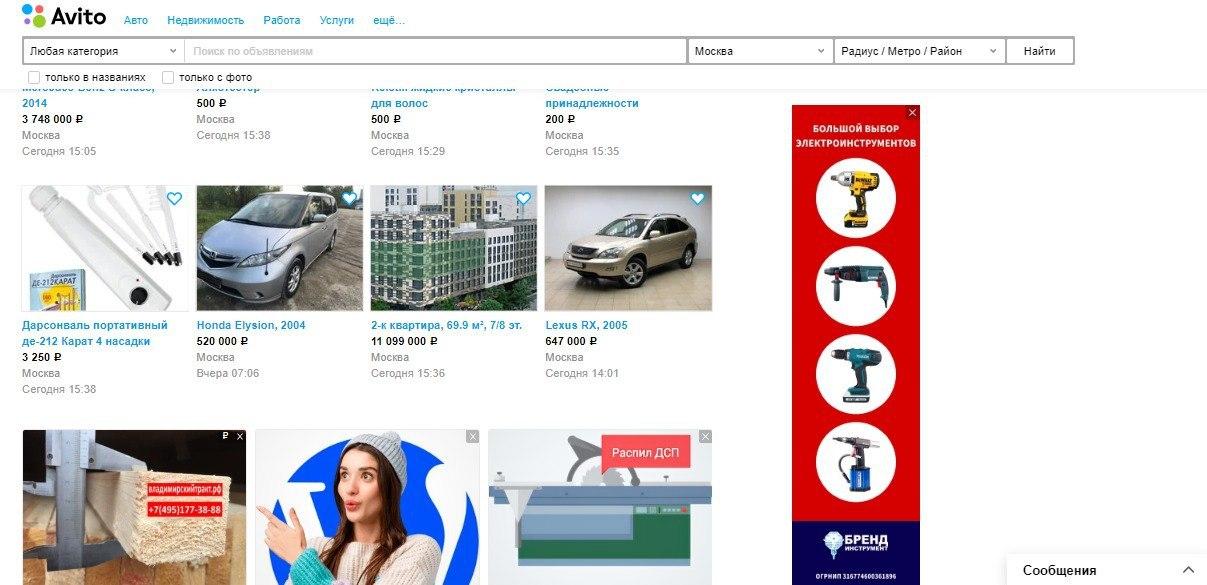 Avito
Авто Недвижимость Работа Услуги ещё...
Любая категория Поиск по объявлениям Москва Радиус / Метро / Район Найти
только в названиях только с фото
2014
3 748 000 ₽
Москва
Сегодня 15:05
500 ₽
Москва
Сегодня 15:38
для волос
500 ₽
Москва
Сегодня 15:29
принадлежности
200 ₽
Москва
Сегодня 15:35
ДЕ-212 КАРАТ
Дарсонваль портативный
де-212 Карат 4 насадки
3 250 ₽
Москва
Сегодня 15:38
Honda Elysion, 2004
520 000 ₽
Москва
Вчера 07:06
2-к квартира, 69.9 м², 7/8 эт.
11 099 000 ₽
Москва
Сегодня 15:36
Lexus RX, 2005
647 000 ₽
Москва
Сегодня 14:01
₽ x
владимирскийтракт.рф
+7(495)177-38-88
Распил ДСП
БОЛЬШОЙ ВЫБОР
ЭЛЕКТРОИНСТРУМЕНТОВ
БРЕНД
ИНСТРУМЕНТ
ОГРНИП 316774600361896
Сообщения